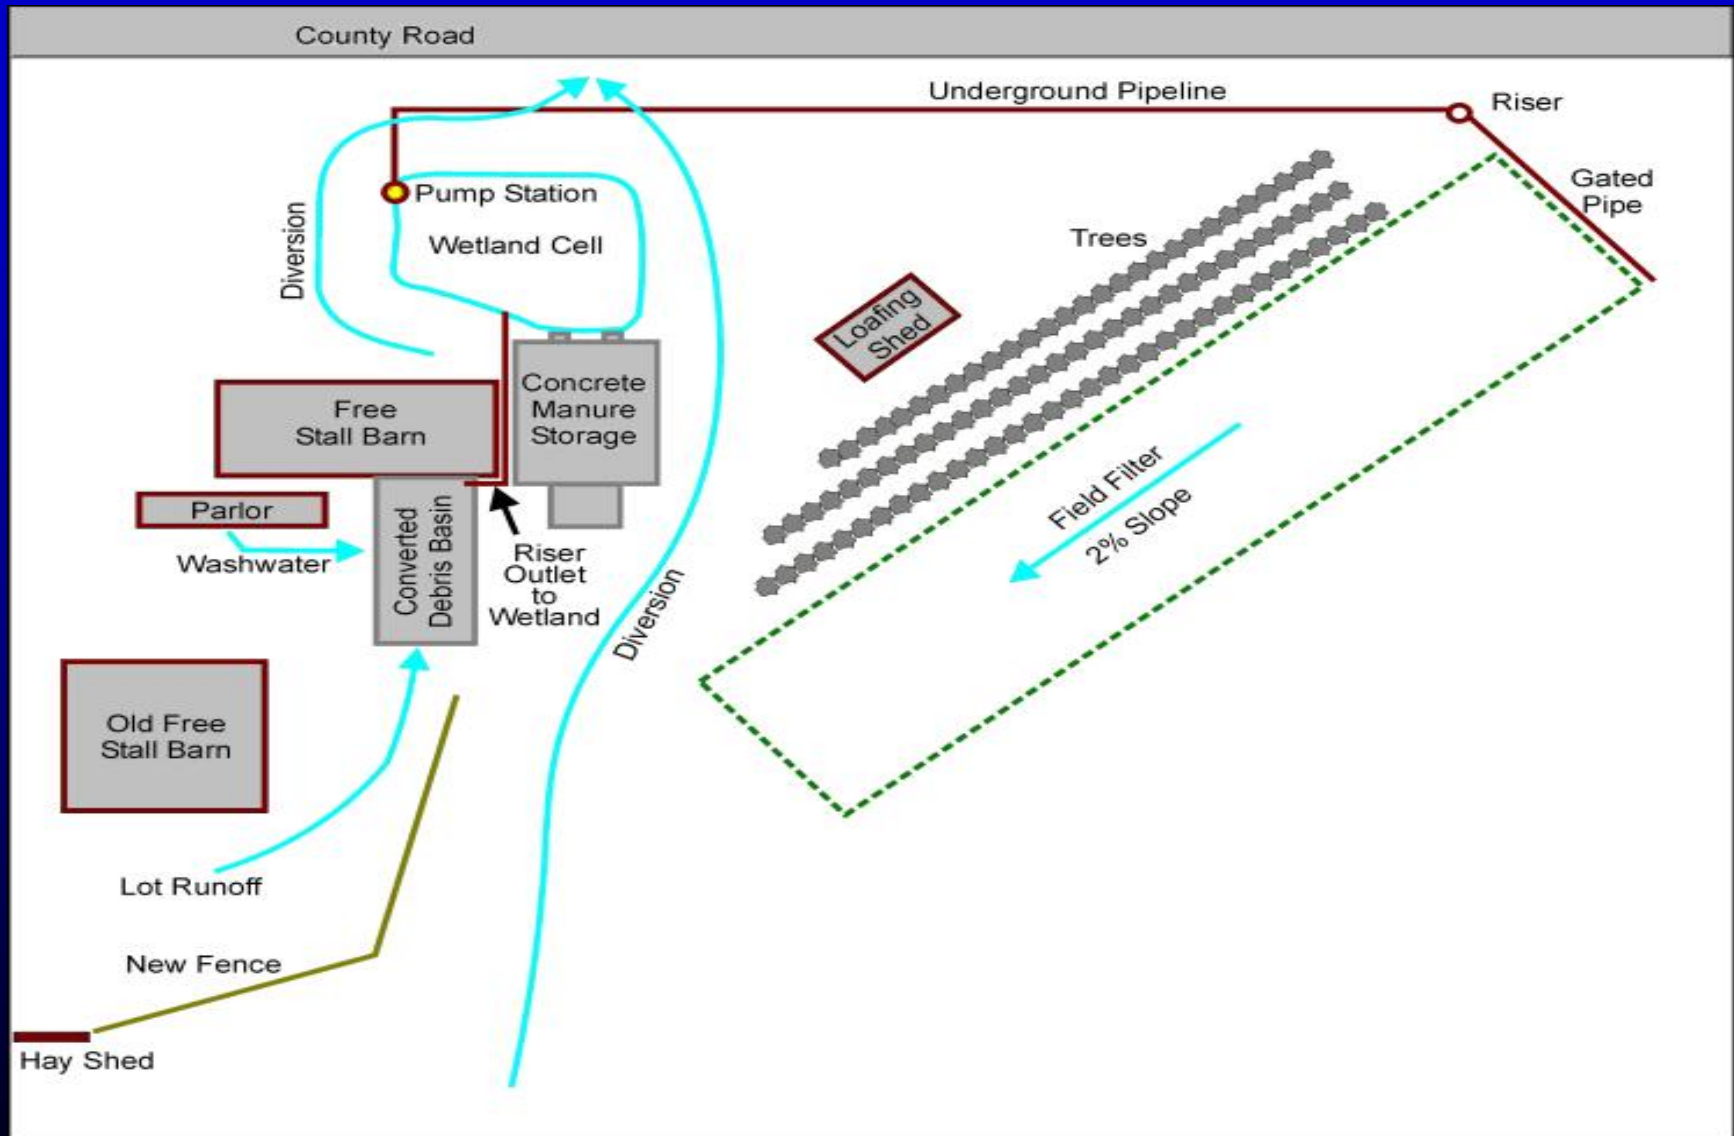 County Road
Underground Pipeline
Riser
Gated
Pipe
Diversion
Pump Station
Wetland Cell
Trees
Loafing
Shed
Free
Stall Barn
Concrete
Manure
Storage
Parlor
Washwater
Converted
Debris Basin
Riser
Outlet
to
Wetland
Diversion
Field Filter
2% Slope
Old Free
Stall Barn
Lot Runoff
New Fence
Hay Shed